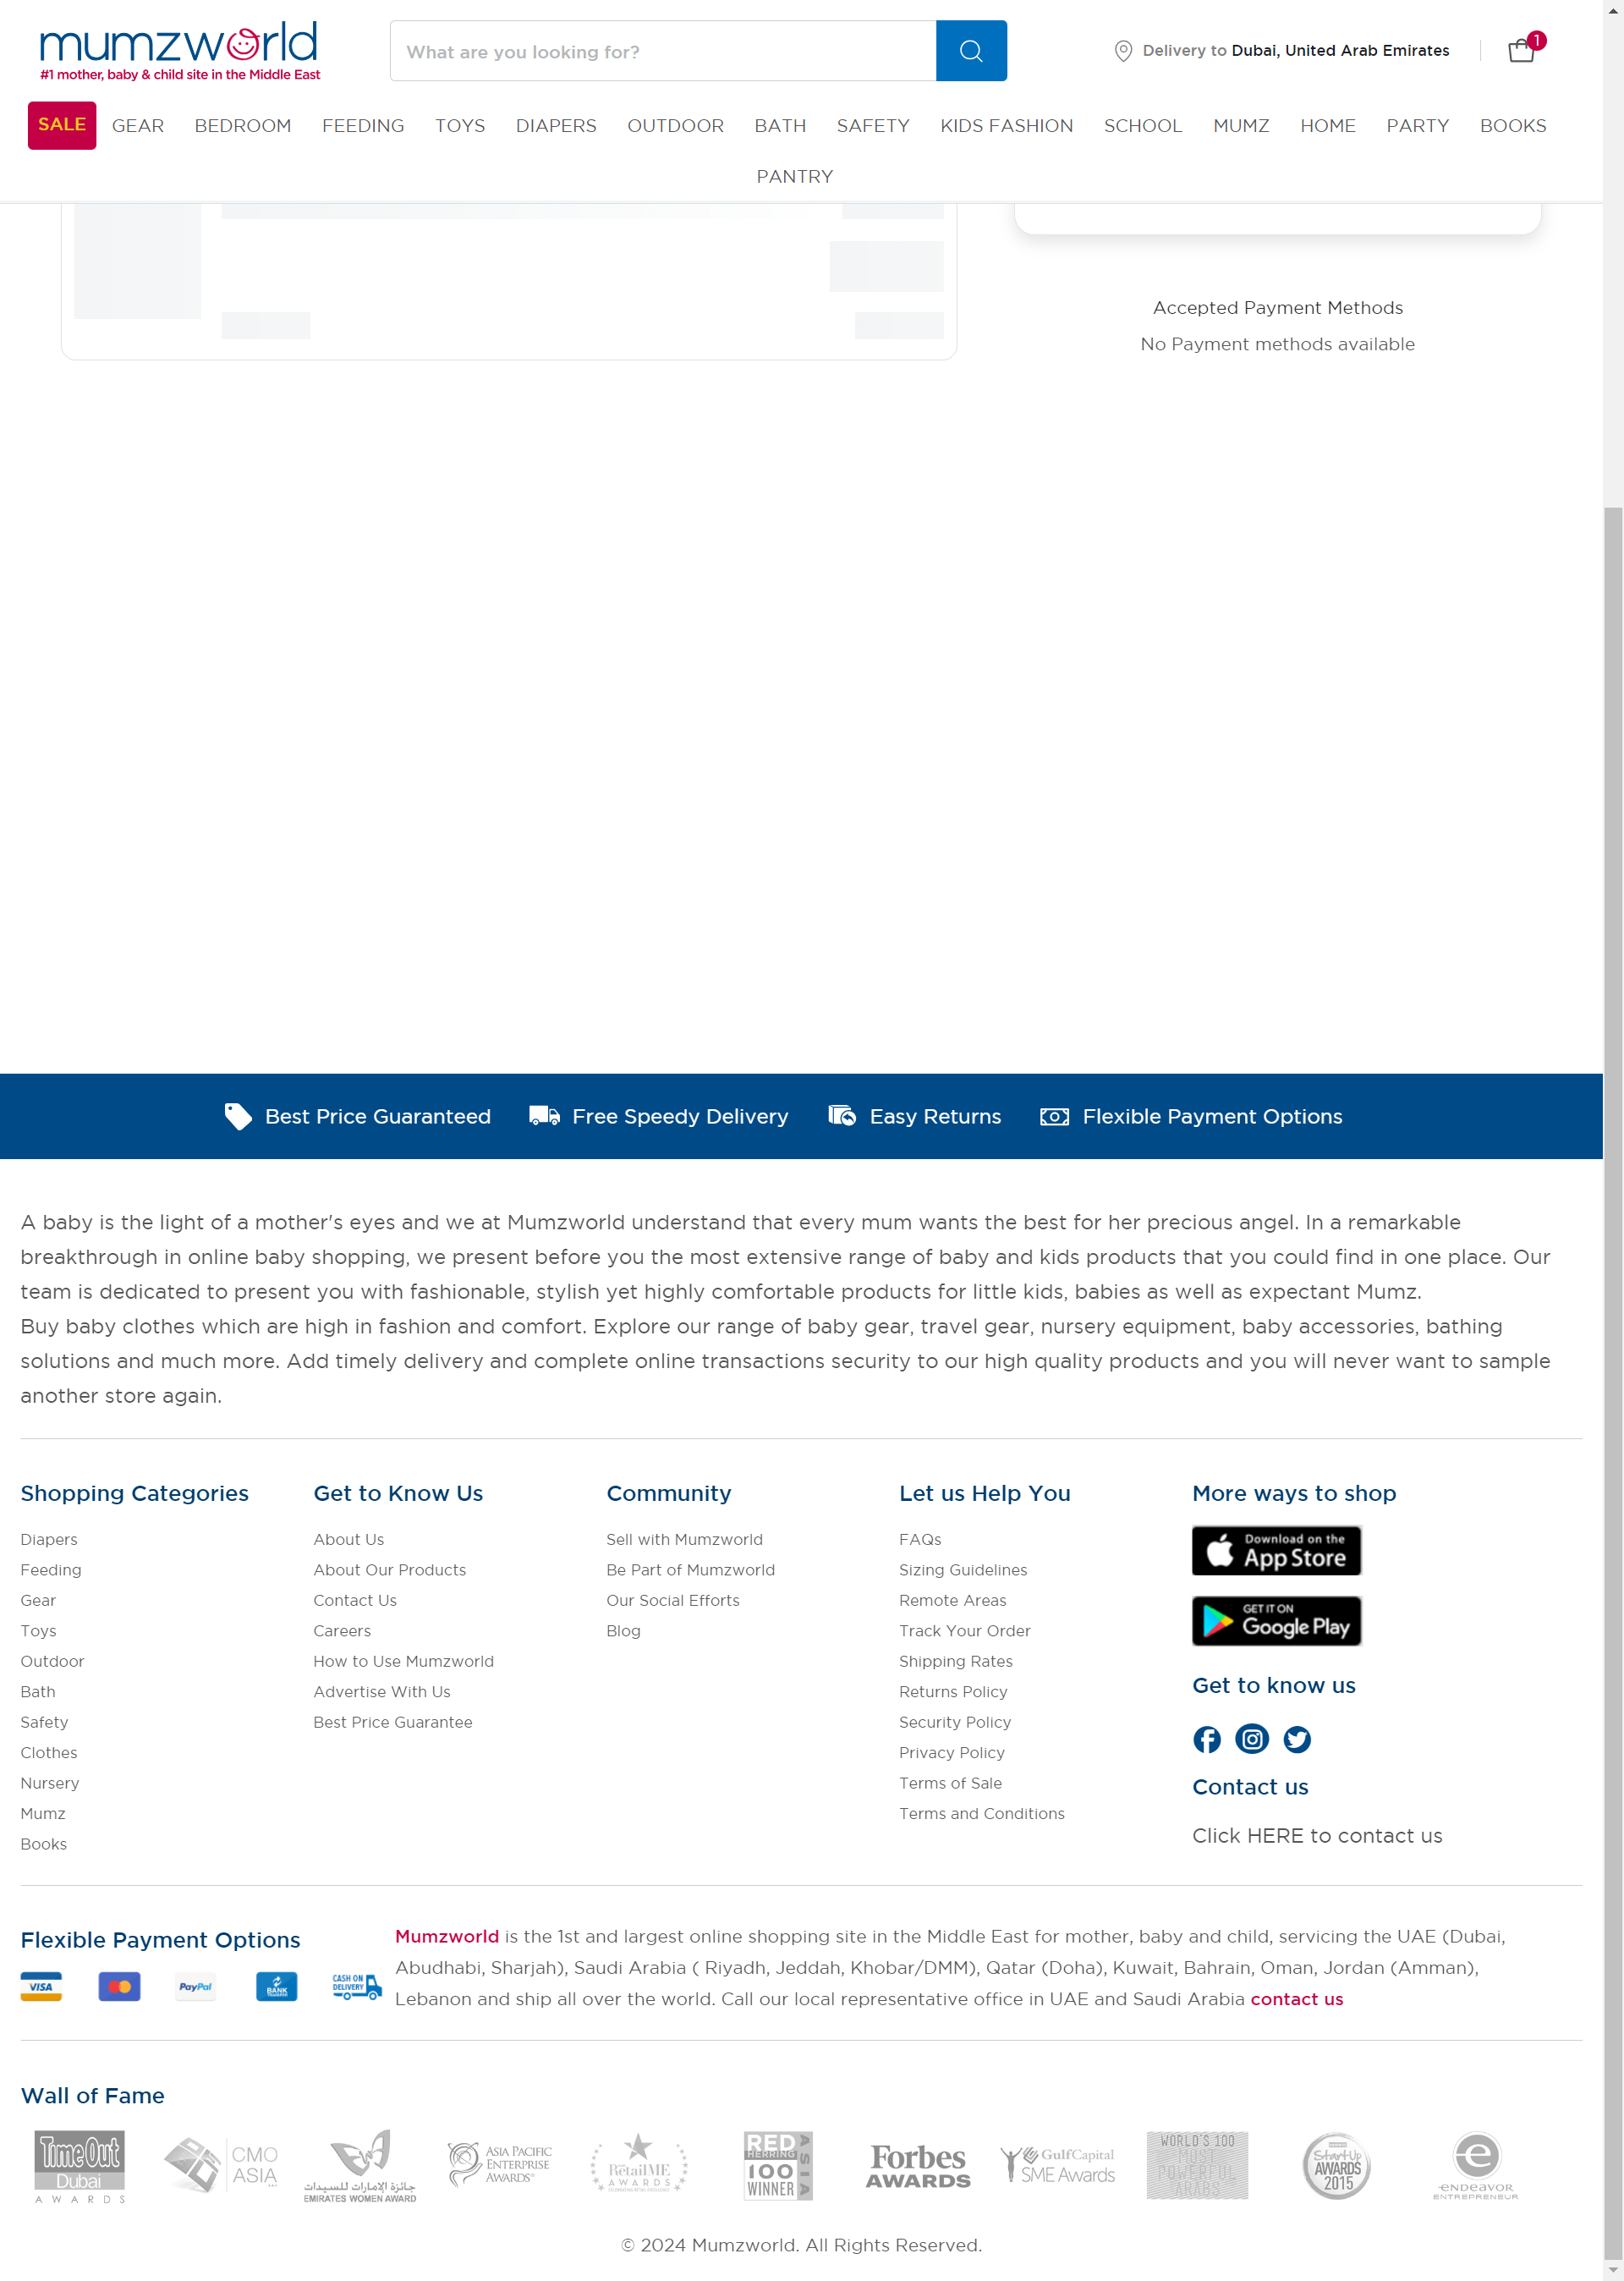 mumzworld
#1 mother, baby & child site in the Middle East
What are you looking for?
Delivery to Dubai, United Arab Emirates
1
SALE GEAR BEDROOM FEEDING TOYS DIAPERS OUTDOOR BATH SAFETY KIDS FASHION SCHOOL MUMZ HOME PARTY BOOKS
PANTRY
Accepted Payment Methods
No Payment methods available
Best Price Guaranteed Free Speedy Delivery Easy Returns Flexible Payment Options
A baby is the light of a mother's eyes and we at Mumzworld understand that every mum wants the best for her precious angel. In a remarkable
breakthrough in online baby shopping, we present before you the most extensive range of baby and kids products that you could find in one place. Our
team is dedicated to present you with fashionable, stylish yet highly comfortable products for little kids, babies as well as expectant Mumz.
Buy baby clothes which are high in fashion and comfort. Explore our range of baby gear, travel gear, nursery equipment, baby accessories, bathing
solutions and much more. Add timely delivery and complete online transactions security to our high quality products and you will never want to sample
another store again.
Shopping Categories
Diapers
Feeding
Gear
Toys
Outdoor
Bath
Safety
Clothes
Nursery
Mumz
Books
Get to Know Us
About Us
About Our Products
Contact Us
Careers
How to Use Mumzworld
Advertise With Us
Best Price Guarantee
Community
Sell with Mumzworld
Be Part of Mumzworld
Our Social Efforts
Blog
Let us Help You
FAQs
Sizing Guidelines
Remote Areas
Track Your Order
Shipping Rates
Returns Policy
Security Policy
Privacy Policy
Terms of Sale
Terms and Conditions
More ways to shop
Download on the
App Store
GET IT ON
Google Play
Get to know us
Contact us
Click HERE to contact us
Flexible Payment Options
VISA
PayPal
BANK
TRANSFER
CASH ON
DELIVERY
Mumzworld is the 1st and largest online shopping site in the Middle East for mother, baby and child, servicing the UAE (Dubai,
Abudhabi, Sharjah), Saudi Arabia ( Riyadh, Jeddah, Khobar/DMM), Qatar (Doha), Kuwait, Bahrain, Oman, Jordan (Amman),
Lebanon and ship all over the world. Call our local representative office in UAE and Saudi Arabia contact us
Wall of Fame
TimeOut
Dubai
AWARDS
CMO
ASIA
جائزة الإمارات للسيدات
EMIRATES WOMEN AWARD
ASIA PACIFIC
ENTERPRISE
AWARDS
RetailME
AWARDS
RED
HERRING
100
WINNER
ASIA
Forbes
AWARDS
GulfCapital
SME Awards
WORLD'S 100
MOST
POWERFUL
ARABS
StartUp
AWARDS
2015
endeavor
ENTREPRENEUR
© 2024 Mumzworld. All Rights Reserved.